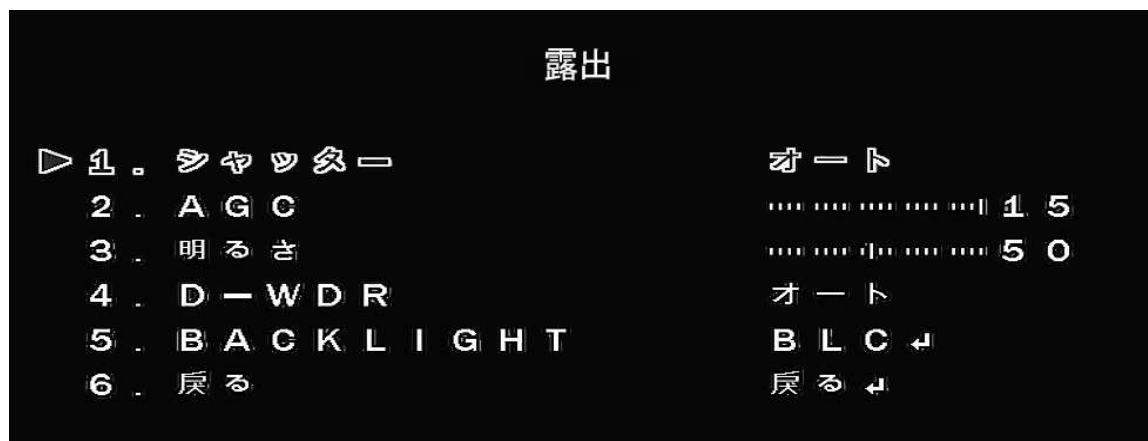 露出
▷1. シャッター オート
2. AGC 15
3. 明るさ 50
4. D－WDR オート
5. BACKLIGHT BLC↲
6. 戻る 戻る↲